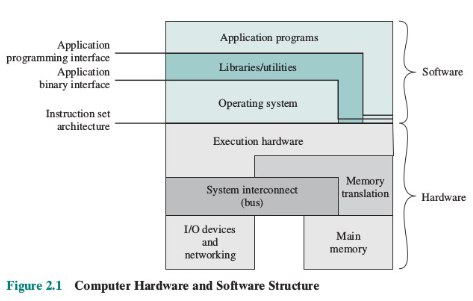 Application programs
Application
programming interface
Libraries/utilities
Software
Application
binary interface
Operating system
Instruction set
architecture
Execution hardware
Memory
translation
System interconnect
(bus)
Hardware
I/O devices
and
networking
Main
memory
Figure 2.1 Computer Hardware and Software Structure